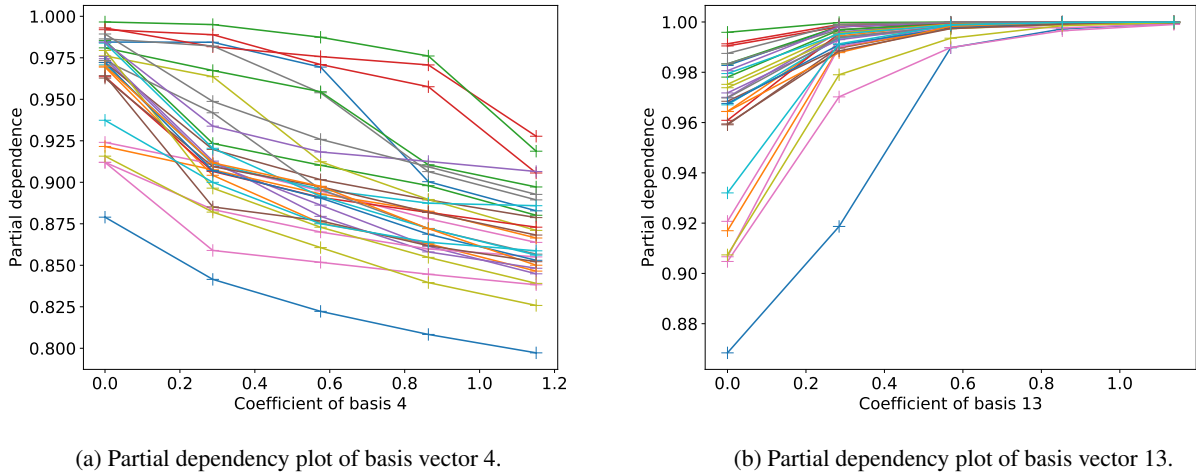 1.000
0.975
0.950
0.925
0.900
0.875
0.850
0.825
0.800
Partial dependence
0.0 0.2 0.4 0.6 0.8 1.0 1.2
Coefficient of basis 4
(a) Partial dependency plot of basis vector 4.
1.00
0.98
0.96
0.94
0.92
0.90
0.88
Partial dependence
0.0 0.2 0.4 0.6 0.8 1.0
Coefficient of basis 13
(b) Partial dependency plot of basis vector 13.